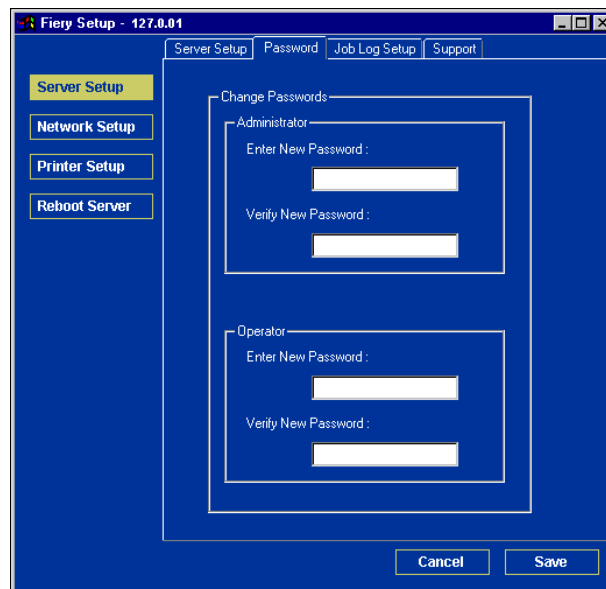 Fiery Setup - 127.0.01
Server Setup Password Job Log Setup Support
Server Setup
Network Setup
Printer Setup
Reboot Server
Change Passwords
Administrator
Enter New Password :
Verify New Password :
Operator
Enter New Password :
Verify New Password :
Cancel Save